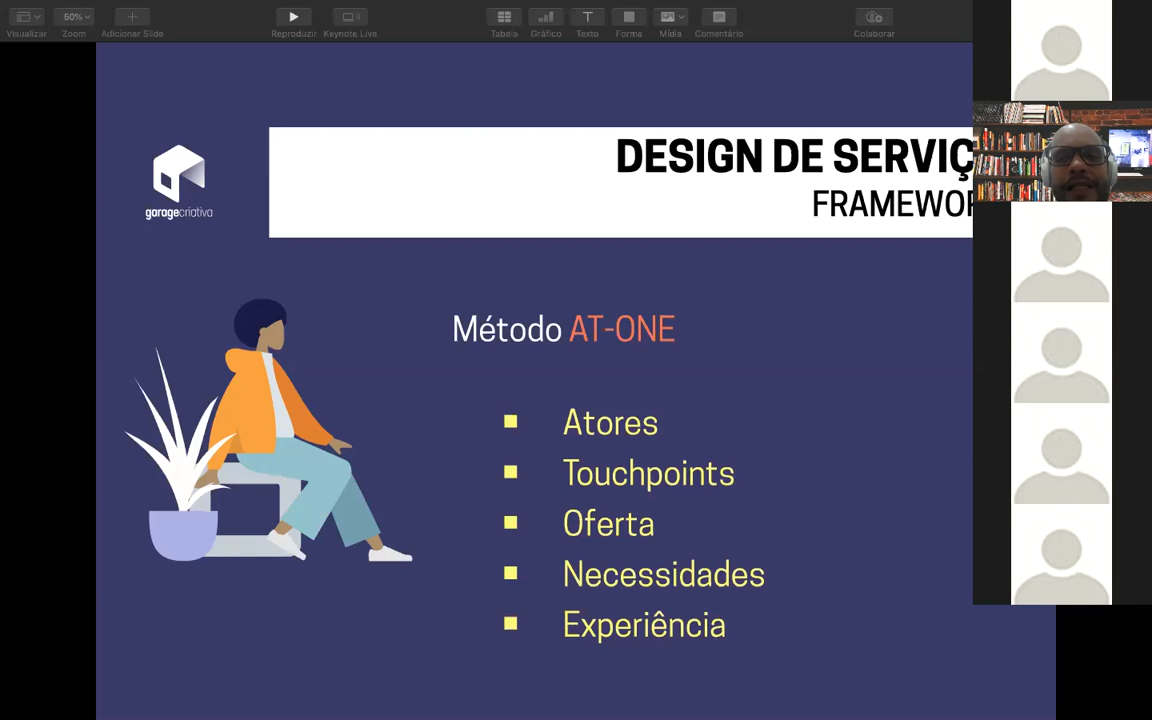 50%
Visualizar
Zoom
Adicionar Slide
Reproduzir
Keynote Live
Tabela
Gráfico
T
Texto
Forma
Mídia
Comentário
Colaborar
DESIGN DE SERVIÇ
FRAMEWOR
garagecriativa
Método AT-ONE
Atores
Touchpoints
Oferta
Necessidades
Experiência